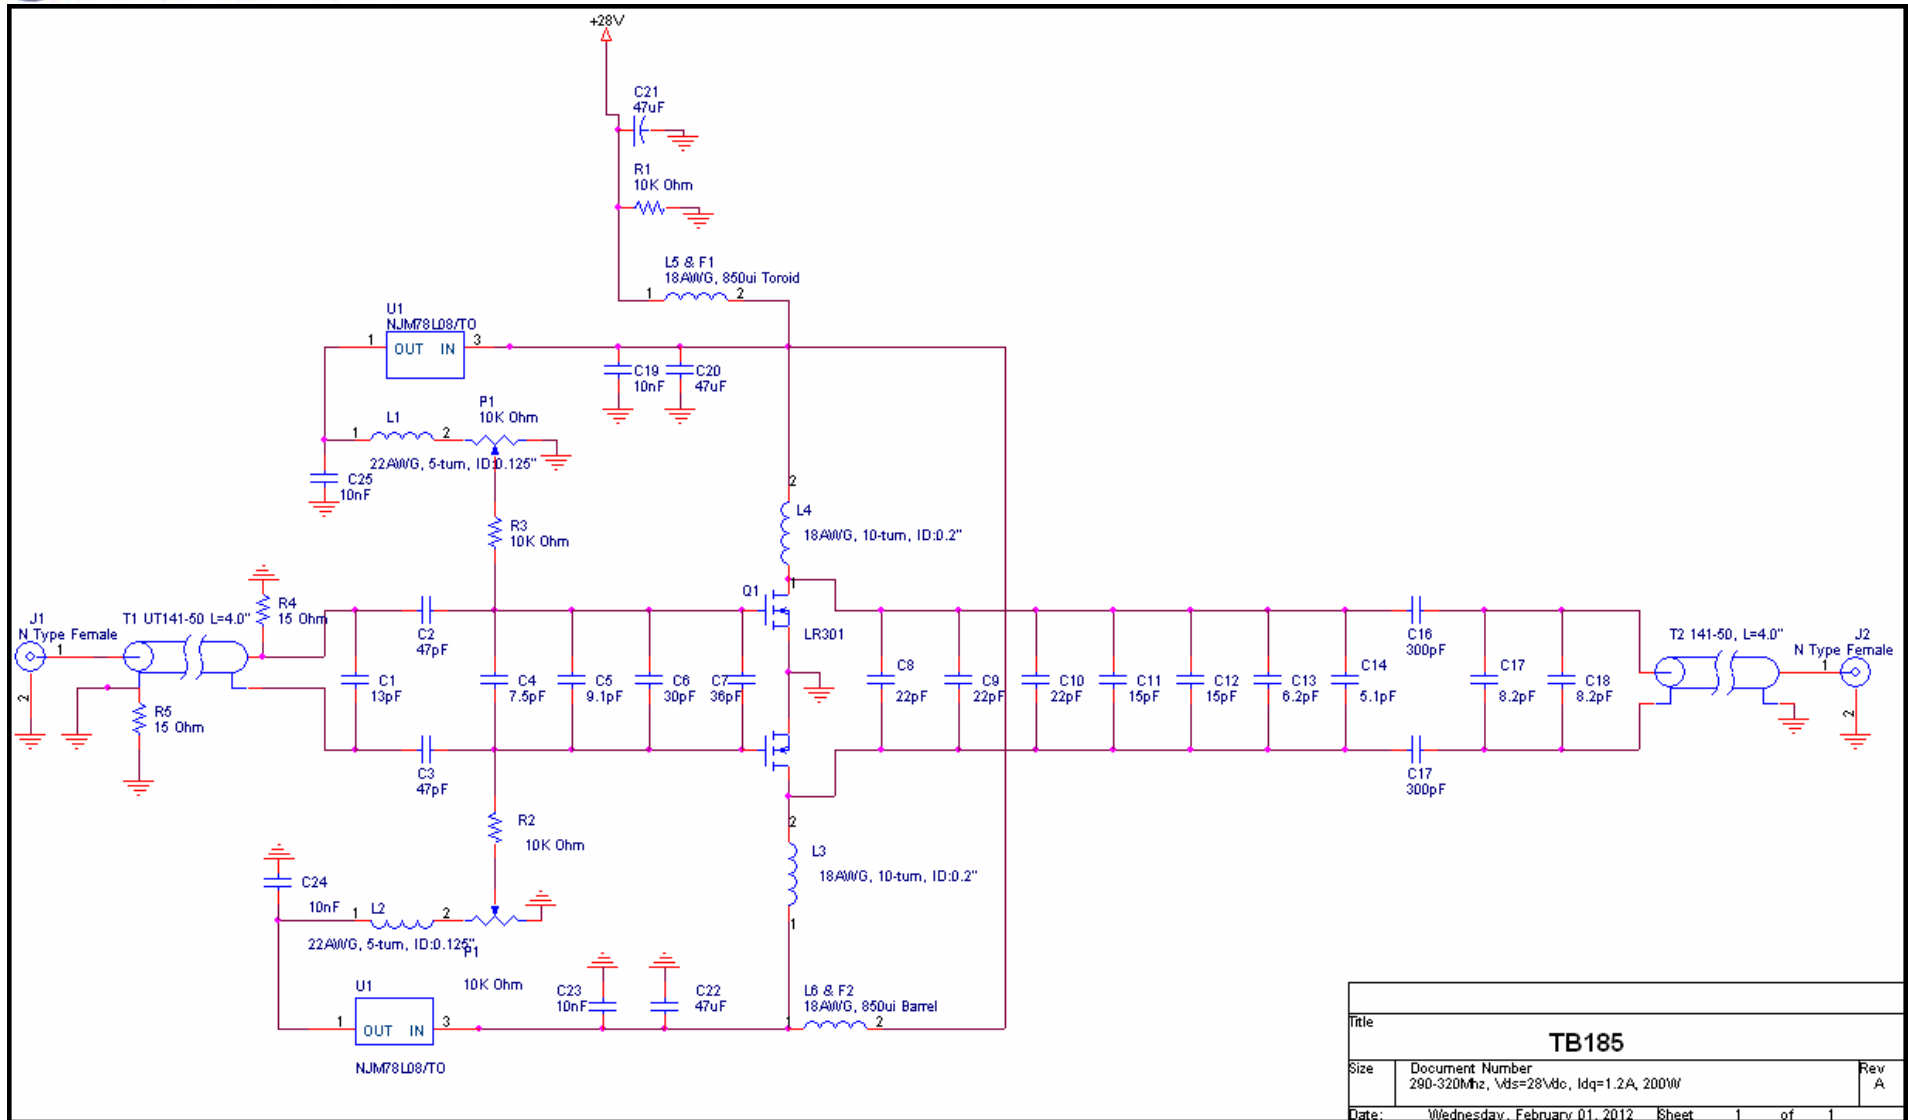 +28V
C21
47uF
R1
10K Ohm
L5 & F1
18AWG, 850ui Toroid
1 2
U1
NJM78L08/TO
1 OUT IN 3
C19
10nF
C20
47uF
P1
10K Ohm
L1
1 2
22AWG, 5-turn, ID:0.125"
C25
10nF
R3
10K Ohm
2
L4
18AWG, 10-turn, ID:0.2"
1
Q1
LR301
J1
N Type Female
1
2
T1 UT141-50 L=4.0"
R4
15 Ohm
R5
15 Ohm
C1
13pF
C2
47pF
C3
47pF
C4
7.5pF
C5
9.1pF
C6
30pF
C7
36pF
C8
22pF
C9
22pF
C10
22pF
C11
15pF
C12
15pF
C13
6.2pF
C14
5.1pF
C16
300pF
C17
300pF
C17
8.2pF
C18
8.2pF
T2 141-50, L=4.0"
J2
N Type Female
1
2
R2
10K Ohm
2
L3
18AWG, 10-turn, ID:0.2"
1
C24
10nF
L2
1 2
22AWG, 5-turn, ID:0.125"
P1
10K Ohm
U1
1 OUT IN 3
NJM78L08/TO
C23
10nF
C22
47uF
L6 & F2
18AWG, 850ui Barrel
1 2
Title
TB185
Size
Document Number
290-320Mhz, Vds=28Vdc, Idq=1.2A, 200W
Rev
A
Date: Wednesday, February 01, 2012 Sheet 1 of 1